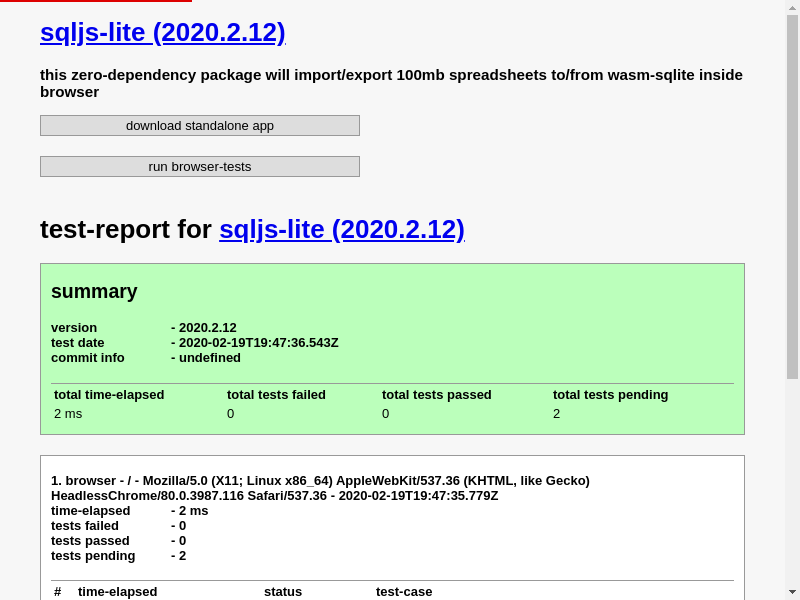 sqljs-lite (2020.2.12)
this zero-dependency package will import/export 100mb spreadsheets to/from wasm-sqlite inside
browser
download standalone app
run browser-tests
test-report for sqljs-lite (2020.2.12)
summary
version - 2020.2.12
test date - 2020-02-19T19:47:36.543Z
commit info - undefined
total time-elapsed total tests failed total tests passed total tests pending
2 ms 0 0 2
1. browser - / - Mozilla/5.0 (X11; Linux x86_64) AppleWebKit/537.36 (KHTML, like Gecko)
HeadlessChrome/80.0.3987.116 Safari/537.36 - 2020-02-19T19:47:35.779Z
time-elapsed - 2 ms
tests failed - 0
tests passed - 0
tests pending - 2
# time-elapsed status test-case